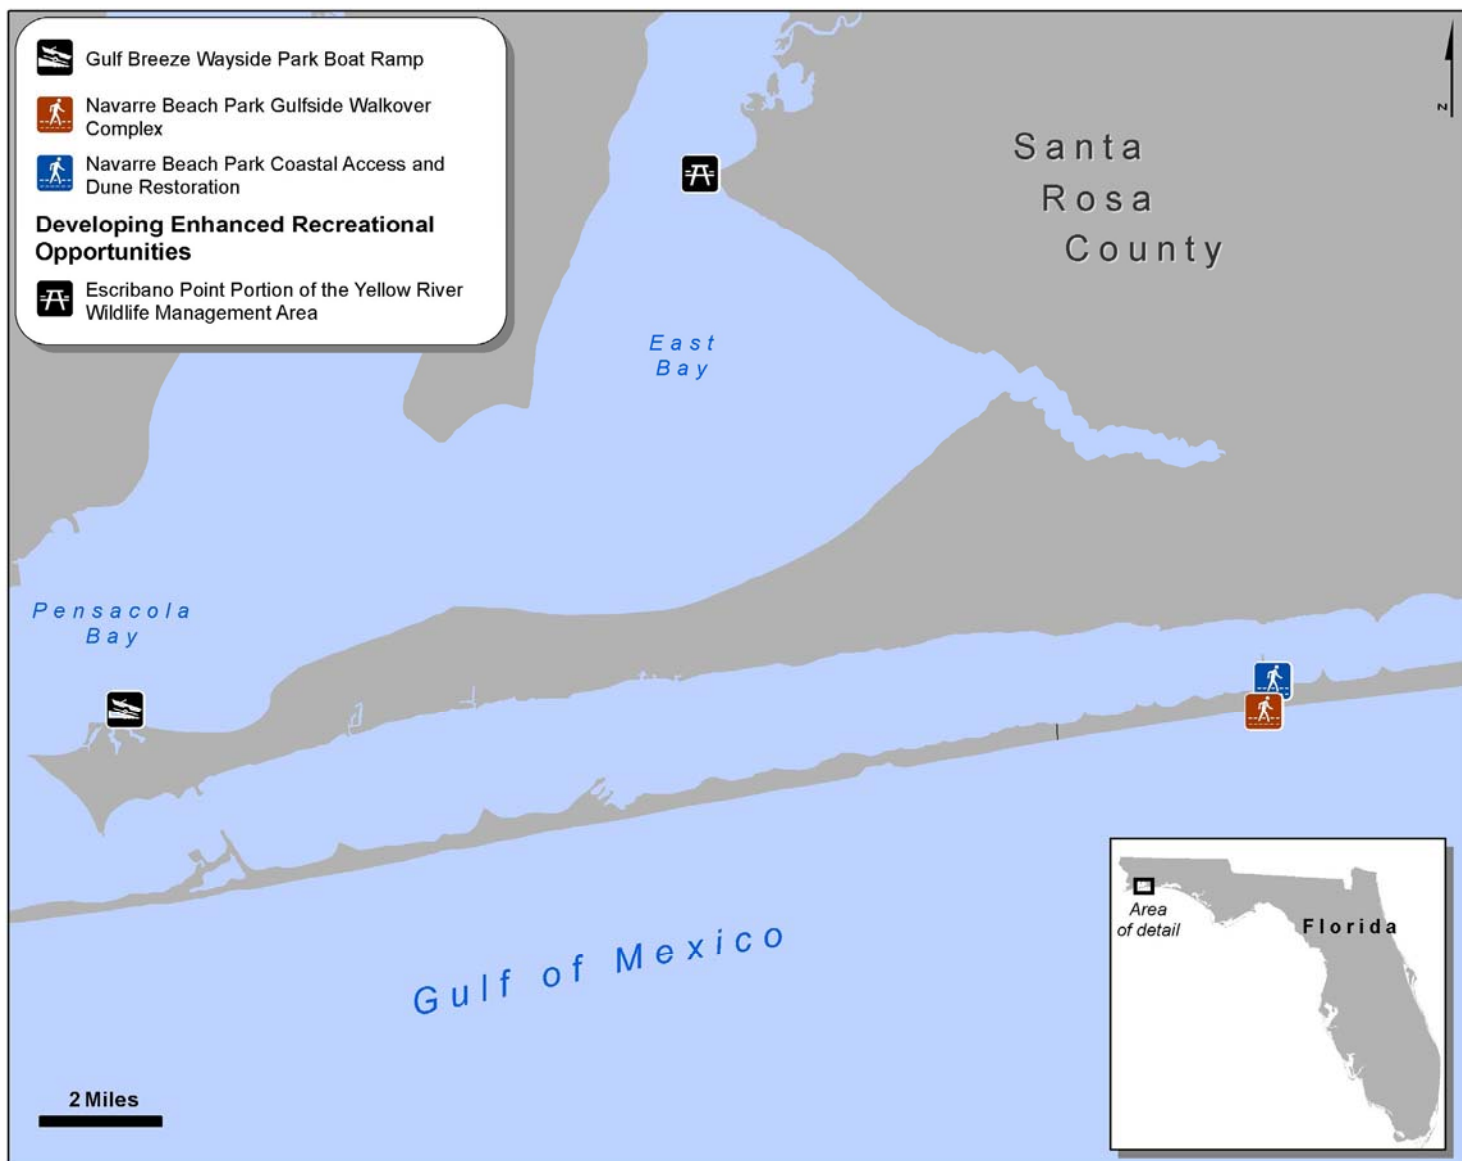 Gulf Breeze Wayside Park Boat Ramp
Navarre Beach Park Gulfside Walkover
Complex
Navarre Beach Park Coastal Access and
Dune Restoration
Developing Enhanced Recreational
Opportunities
Escribano Point Portion of the Yellow River
Wildlife Management Area
N
Santa
Rosa
County
East
Bay
Pensacola
Bay
Gulf of Mexico
2 Miles
Area
of detail
Florida